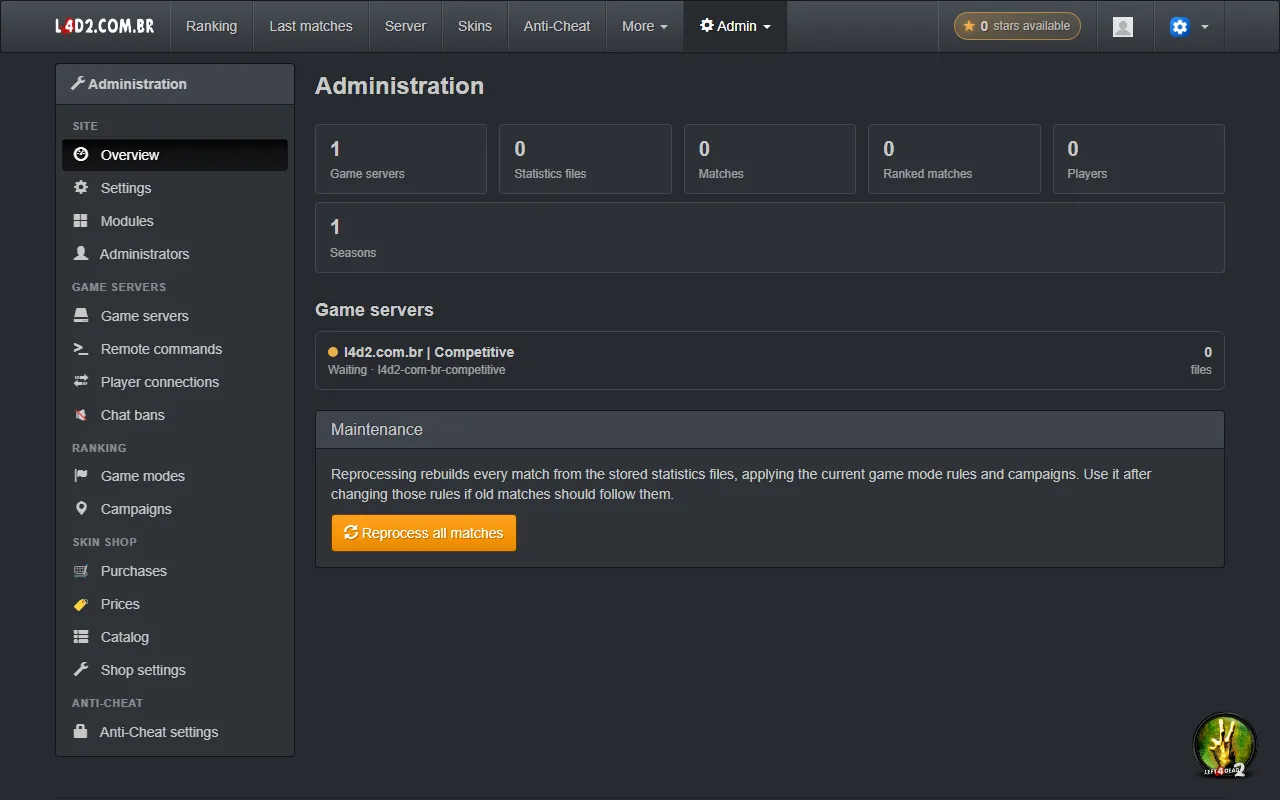 L4D2.COM.BR Ranking Last matches Server Skins Anti-Cheat More Admin 0 stars available
Administration
SITE
Overview
Settings
Modules
Administrators
GAME SERVERS
Game servers
Remote commands
Player connections
Chat bans
RANKING
Game modes
Campaigns
SKIN SHOP
Purchases
Prices
Catalog
Shop settings
ANTI-CHEAT
Anti-Cheat settings
Administration
1
Game servers
0
Statistics files
0
Matches
0
Ranked matches
0
Players
1
Seasons
Game servers
l4d2.com.br | Competitive
Waiting · l4d2-com-br-competitive
0
files
Maintenance
Reprocessing rebuilds every match from the stored statistics files, applying the current game mode rules and campaigns. Use it after
changing those rules if old matches should follow them.
Reprocess all matches
LEFT 4 DEAD 2